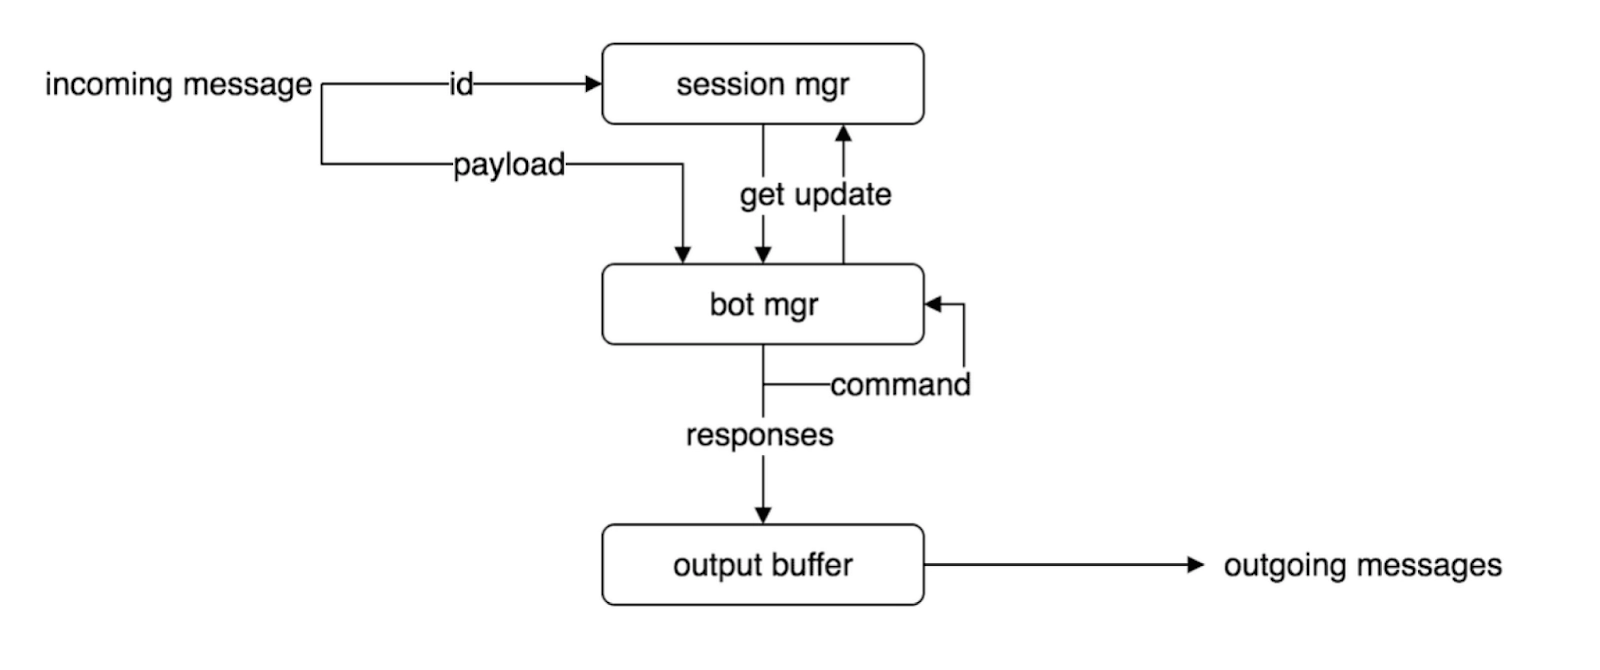 incoming message
id
session mgr
payload
get update
bot mgr
command
responses
output buffer
outgoing messages